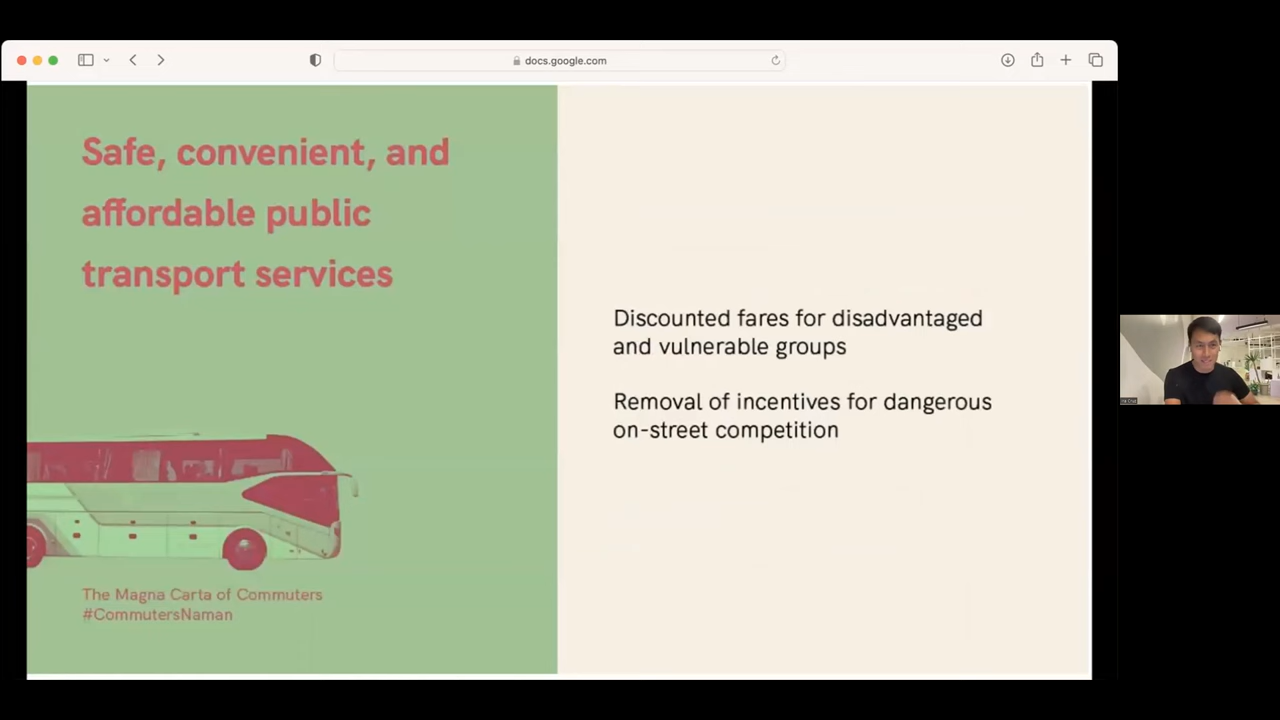 docs.google.com
Safe, convenient, and
affordable public
transport services
Discounted fares for disadvantaged
and vulnerable groups
Removal of incentives for dangerous
on-street competition
The Magna Carta of Commuters
#CommutersNaman